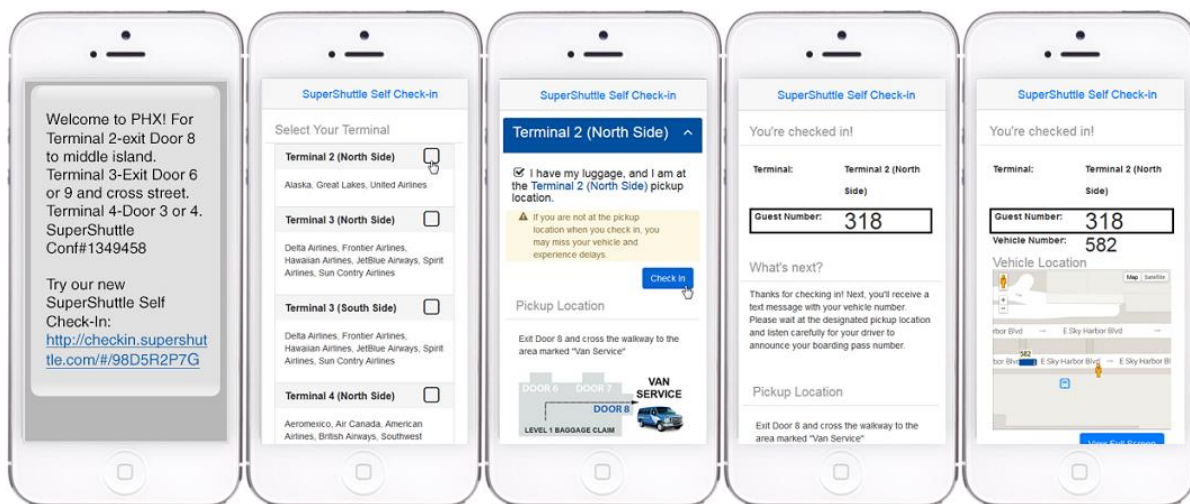 Welcome to PHX! For
Terminal 2-exit Door 8
to middle island.
Terminal 3-Exit Door 6
or 9 and cross street.
Terminal 4-Door 3 or 4.
SuperShuttle
Conf#1349458
Try our new
SuperShuttle Self
Check-In:
http://checkin.supershut
tle.com/#/98D5R2P7G
SuperShuttle Self Check-in
Select Your Terminal
Terminal 2 (North Side)
Alaska, Great Lakes, United Airlines
Terminal 3 (North Side)
Delta Airlines, Frontier Airlines,
Hawaiian Airlines, JetBlue Airways, Spirit
Airlines, Sun Contry Airlines
Terminal 3 (South Side)
Delta Airlines, Frontier Airlines,
Hawaiian Airlines, JetBlue Airways, Spirit
Airlines, Sun Contry Airlines
Terminal 4 (North Side)
Aeromexico, Air Canada, American
Airlines, British Airways, Southwest
SuperShuttle Self Check-in
Terminal 2 (North Side)
I have my luggage, and I am at
the Terminal 2 (North Side) pickup
location.
If you are not at the pickup
location when you check in, you
may miss your vehicle and
experience delays.
Check In
Pickup Location
Exit Door 8 and cross the walkway to the
area marked "Van Service"
DOOR 6 DOOR 7
VAN
SERVICE
DOOR 8
LEVEL 1 BAGGAGE CLAIM
SuperShuttle Self Check-in
You're checked in!
Terminal: Terminal 2 (North
Side)
Guest Number: 318
What's next?
Thanks for checking in! Next, you'll receive a
text message with your vehicle number.
Please wait at the designated pickup location
and listen carefully for your driver to
announce your boarding pass number.
Pickup Location
Exit Door 8 and cross the walkway to the
area marked "Van Service"
SuperShuttle Self Check-in
You're checked in!
Terminal: Terminal 2 (North
Side)
Guest Number: 318
Vehicle Number: 582
Vehicle Location
Map Satellite
rbor Blvd → E Sky Harbor Blvd →
582
bor Blvd E Sky Harbor Blvd → E Sky Harbor Bl
View Full Screen